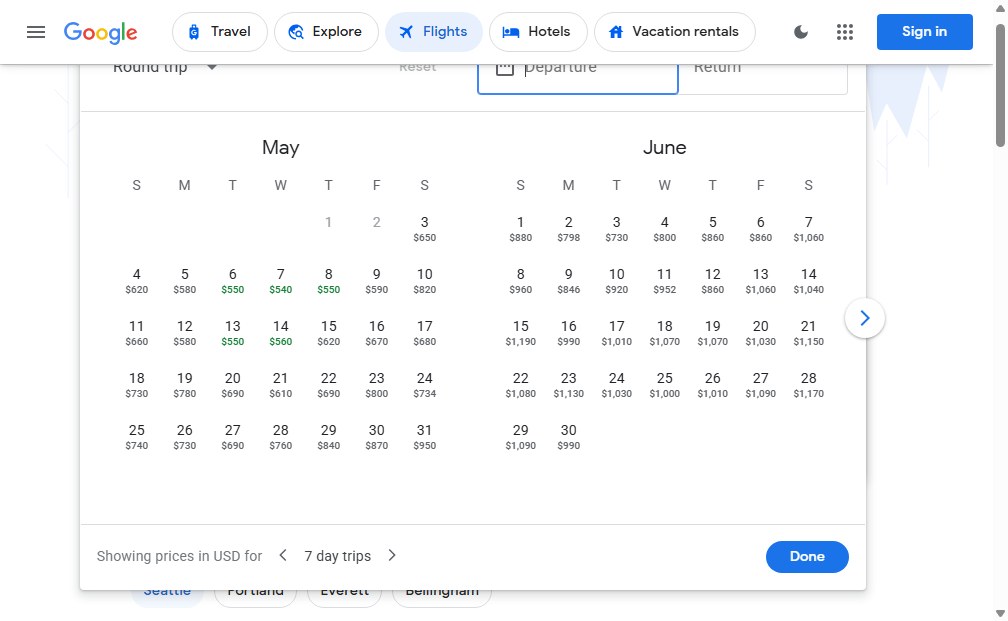 Google
Travel
Explore
Flights
Hotels
Vacation rentals
Sign in
Round trip
Reset
Departure
Return
May
June
S M T W T F S
S M T W T F S
1 2 3
$650
1 2 3 4 5 6 7
$880 $798 $730 $800 $860 $860 $1,060
4 5 6 7 8 9 10
$620 $580 $550 $540 $550 $590 $820
8 9 10 11 12 13 14
$960 $846 $920 $952 $860 $1,060 $1,040
11 12 13 14 15 16 17
$660 $580 $550 $560 $620 $670 $680
15 16 17 18 19 20 21
$1,190 $990 $1,010 $1,070 $1,070 $1,030 $1,150
18 19 20 21 22 23 24
$730 $780 $690 $610 $690 $800 $734
22 23 24 25 26 27 28
$1,080 $1,130 $1,030 $1,000 $1,010 $1,090 $1,170
25 26 27 28 29 30 31
$740 $730 $690 $760 $840 $870 $950
29 30
$1,090 $990
Showing prices in USD for
7 day trips
Done
Seattle
Portland
Everett
Bellingham